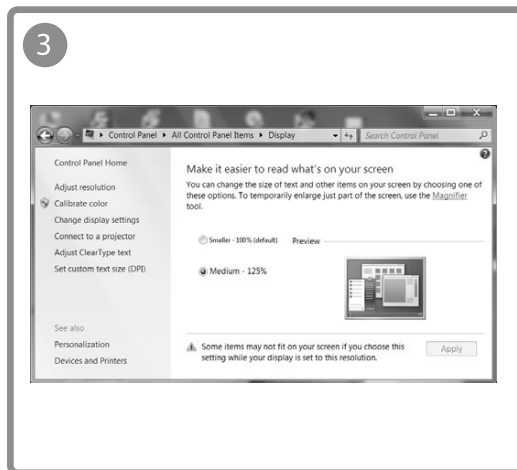 3
Control Panel ▸ All Control Panel Items ▸ Display
Search Control Panel
Control Panel Home
Adjust resolution
Calibrate color
Change display settings
Connect to a projector
Adjust ClearType text
Set custom text size (DPI)
See also
Personalization
Devices and Printers
Make it easier to read what's on your screen
You can change the size of text and other items on your screen by choosing one of
these options. To temporarily enlarge just part of the screen, use the Magnifier
tool.
Smaller - 100% (default)
Preview
Medium - 125%
Some items may not fit on your screen if you choose this
setting while your display is set to this resolution.
Apply